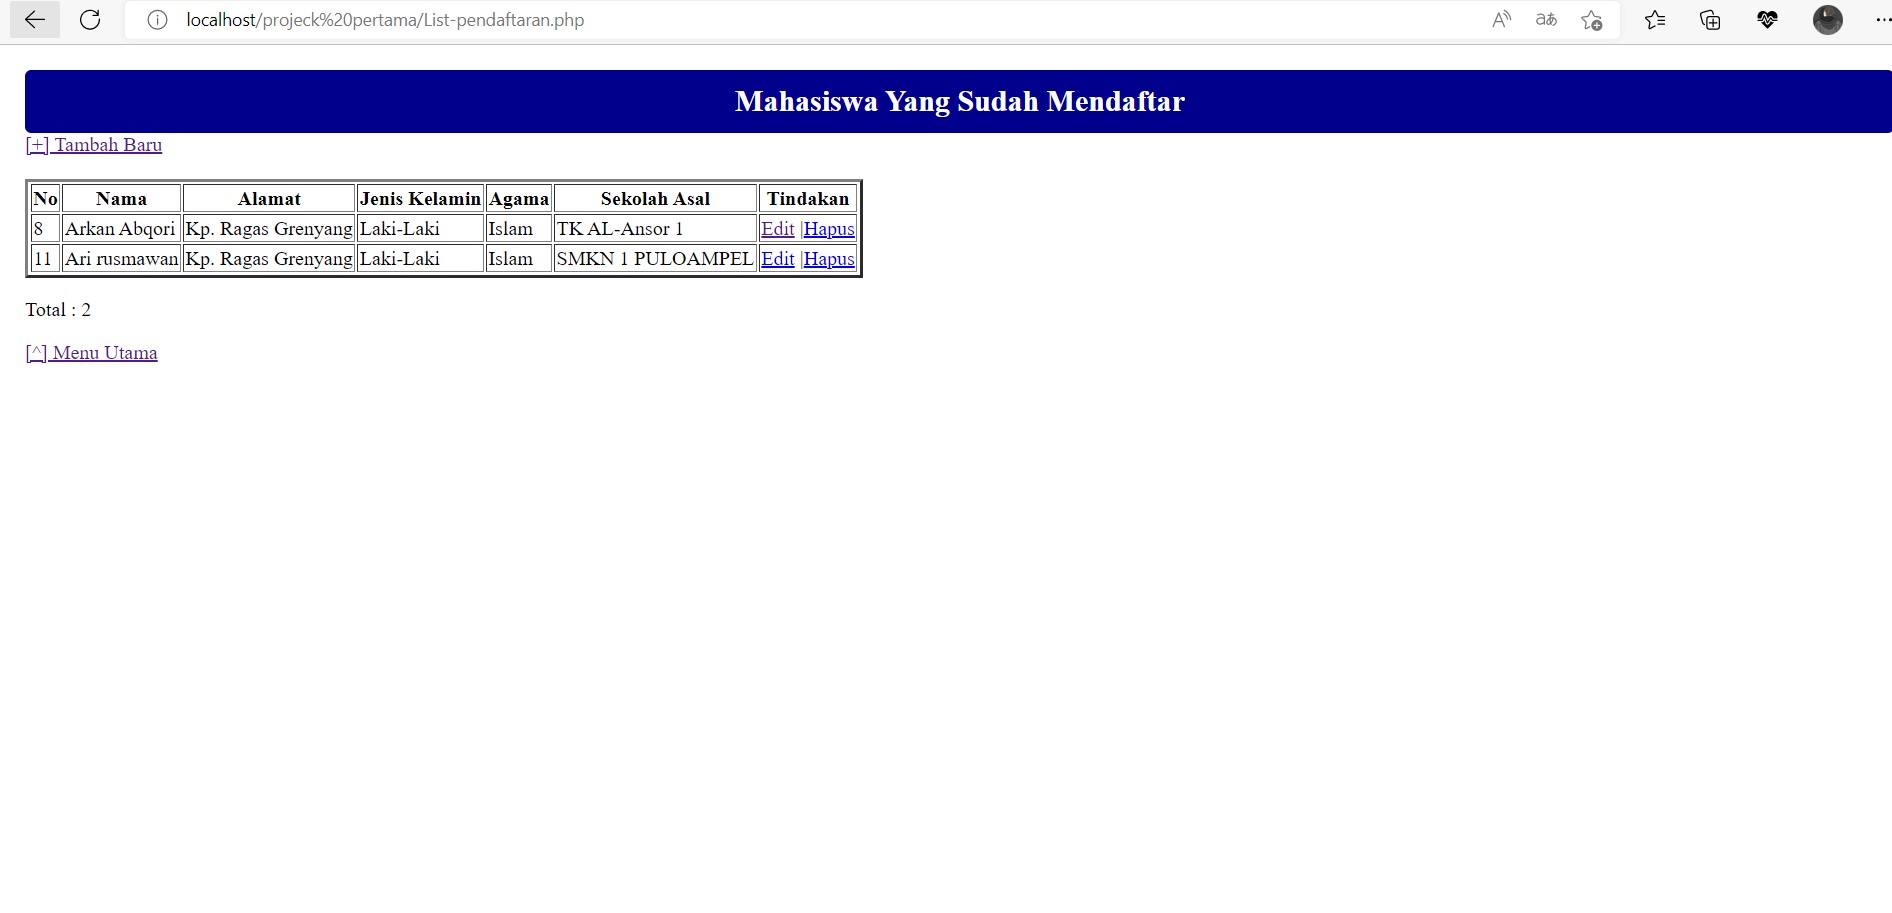 localhost/projeck%20pertama/List-pendaftaran.php
Mahasiswa Yang Sudah Mendaftar
[+] Tambah Baru
No Nama Alamat Jenis Kelamin Agama Sekolah Asal Tindakan
8 Arkan Abqori Kp. Ragas Grenyang Laki-Laki Islam TK AL-Ansor 1 Edit |Hapus
11 Ari rusmawan Kp. Ragas Grenyang Laki-Laki Islam SMKN 1 PULOAMPEL Edit |Hapus
Total : 2
[^] Menu Utama